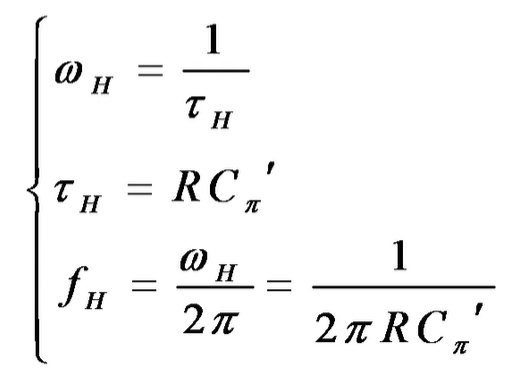 ω_H = 1/τ_H
τ_H = RC_π′
f_H = ω_H/2π = 1/2πRC_π′